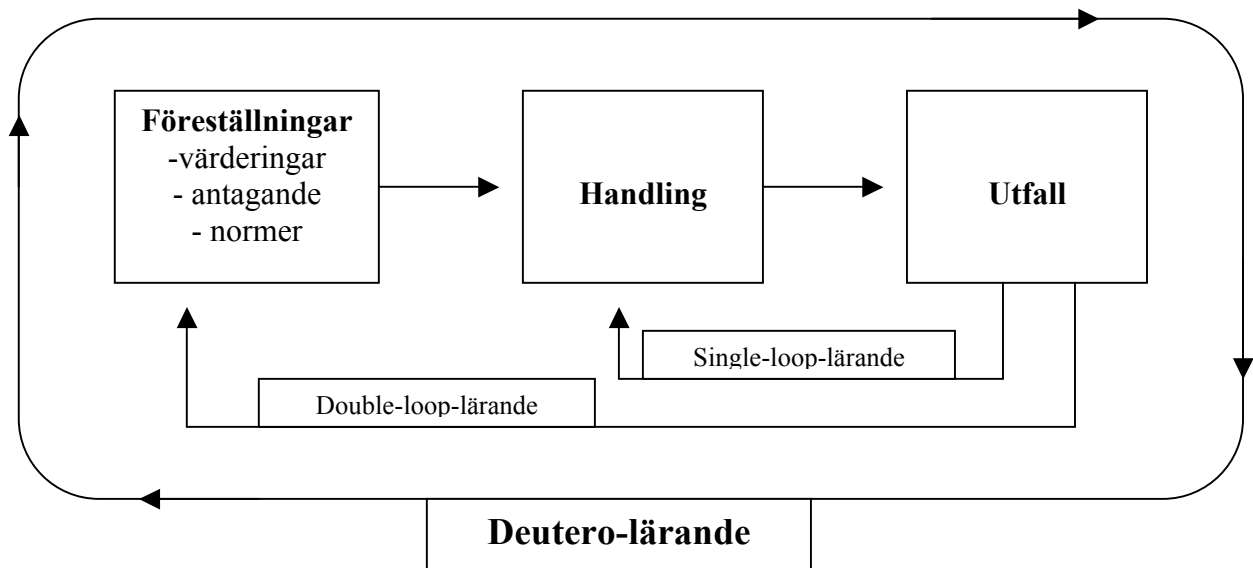 Föreställningar
-värderingar
- antagande
- normer
Handling
Utfall
Single-loop-lärande
Double-loop-lärande
Deutero-lärande